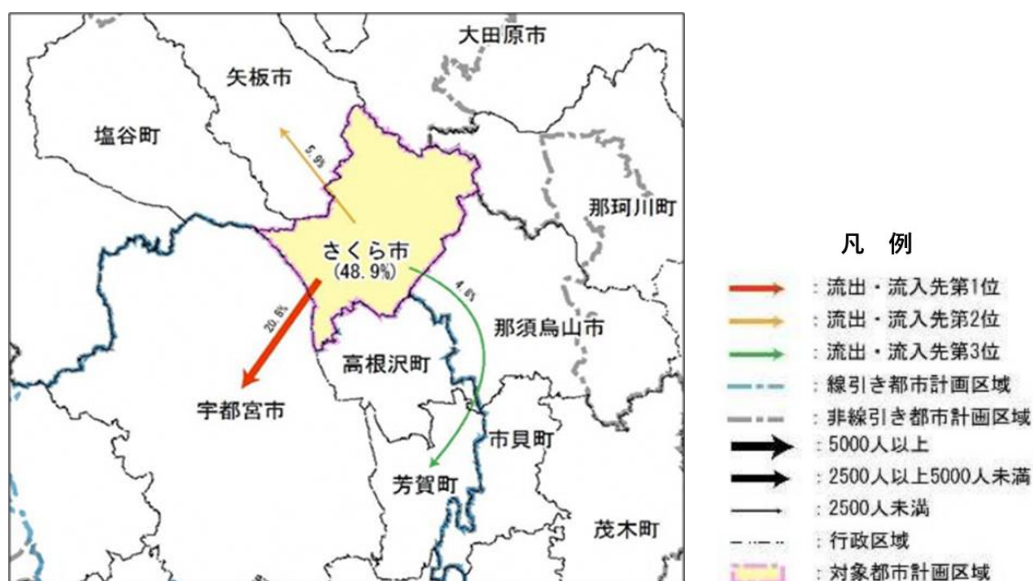 大田原市
矢板市
塩谷町
5.9%
那珂川町
さくら市
(48.9%)
4.6%
20.8%
那須烏山市
高根沢町
宇都宮市
市貝町
芳賀町
茂木町
凡 例
：流出・流入先第1位
：流出・流入先第2位
：流出・流入先第3位
：線引き都市計画区域
：非線引き都市計画区域
：5000人以上
：2500人以上5000人未満
：2500人未満
：行政区域
：対象都市計画区域